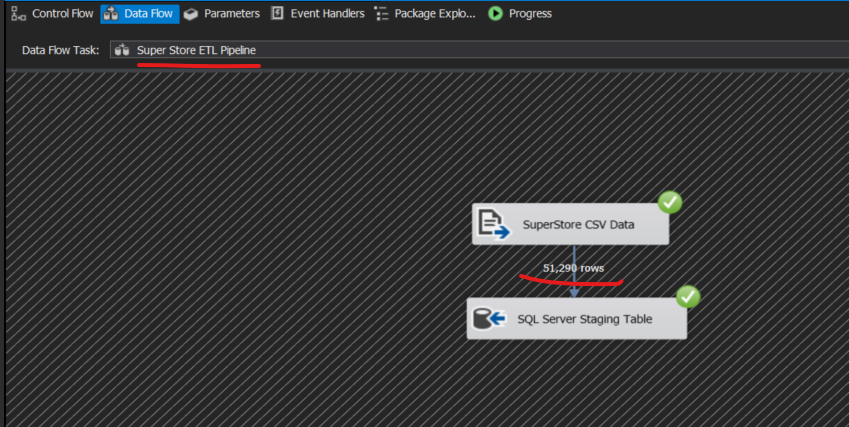 Control Flow Data Flow Parameters Event Handlers Package Explo... Progress
Data Flow Task: Super Store ETL Pipeline
SuperStore CSV Data
51,290 rows
SQL Server Staging Table